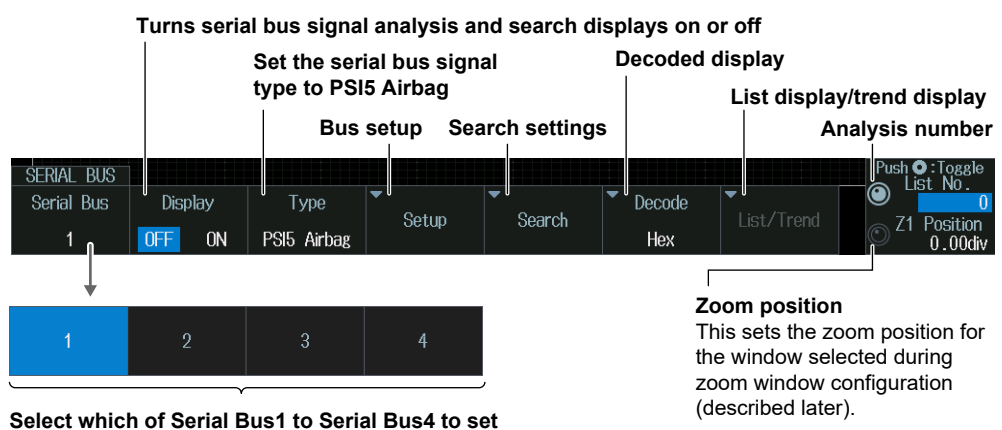 Turns serial bus signal analysis and search displays on or off
Set the serial bus signal
type to PSI5 Airbag
Decoded display
List display/trend display
Bus setup
Search settings
Analysis number
SERIAL BUS
Serial Bus
1
Display
OFF ON
Type
PSI5 Airbag
Setup
Search
Decode
Hex
List/Trend
Push :Toggle
List No.
0
Z1 Position
0.00div
1 2 3 4
Select which of Serial Bus1 to Serial Bus4 to set
Zoom position
This sets the zoom position for
the window selected during
zoom window configuration
(described later).